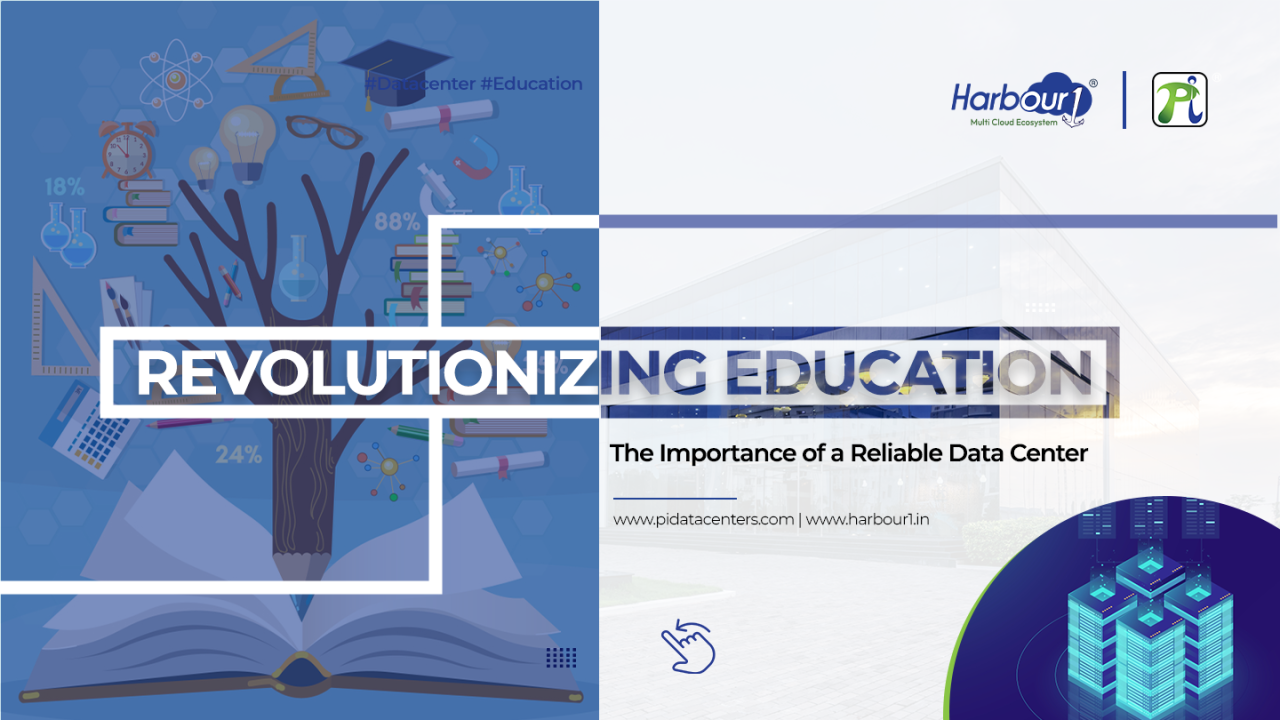 #Datacenter #Education
Harbour1®
Multi Cloud Ecosystem
Pi
18%
88%
REVOLUTIONIZING EDUCATION
24%
The Importance of a Reliable Data Center
www.pidatacenters.com | www.harbour1.in